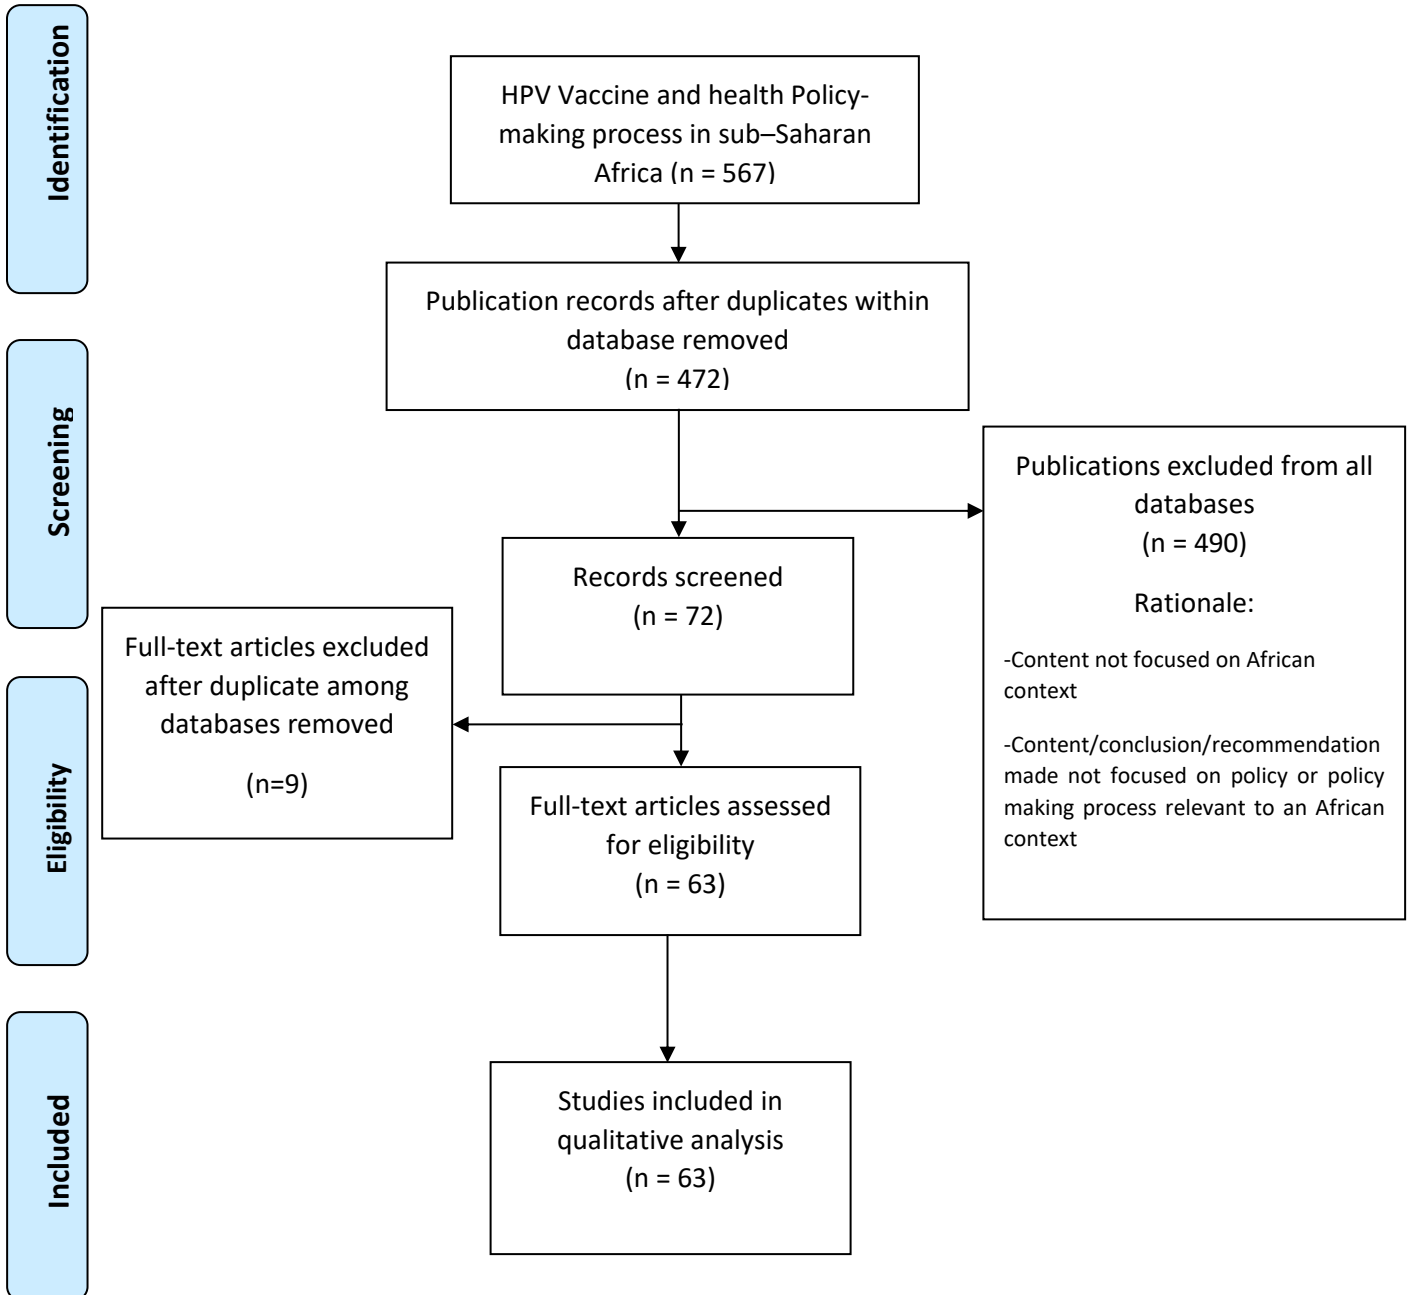 Identification
HPV Vaccine and health Policy-
making process in sub–Saharan
Africa (n = 567)
Publication records after duplicates within
database removed
(n = 472)
Screening
Publications excluded from all
databases
(n = 490)
Rationale:
-Content not focused on African
context
-Content/conclusion/recommendation
made not focused on policy or policy
making process relevant to an African
context
Records screened
(n = 72)
Full-text articles excluded
after duplicate among
databases removed
(n=9)
Eligibility
Full-text articles assessed
for eligibility
(n = 63)
Included
Studies included in
qualitative analysis
(n = 63)